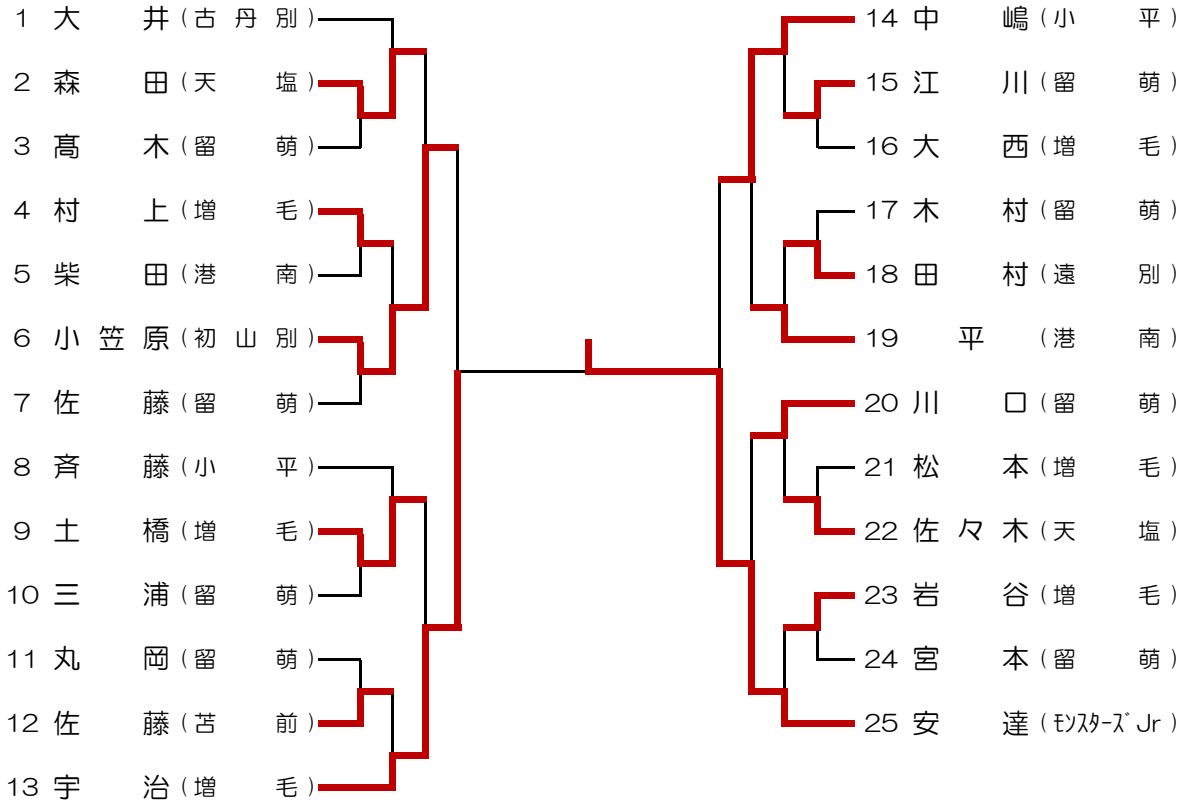 1 大井(古丹別)
2 森田(天塩)
3 髙木(留萌)
4 村上(増毛)
5 柴田(港南)
6 小笠原(初山別)
7 佐藤(留萌)
8 斉藤(小平)
9 土橋(増毛)
10 三浦(留萌)
11 丸岡(留萌)
12 佐藤(苫前)
13 宇治(増毛)
14 中嶋(小平)
15 江川(留萌)
16 大西(増毛)
17 木村(留萌)
18 田村(遠別)
19 平(港南)
20 川口(留萌)
21 松本(増毛)
22 佐々木(天塩)
23 岩谷(増毛)
24 宮本(留萌)
25 安達(ﾓﾝｽﾀｰｽﾞJr)